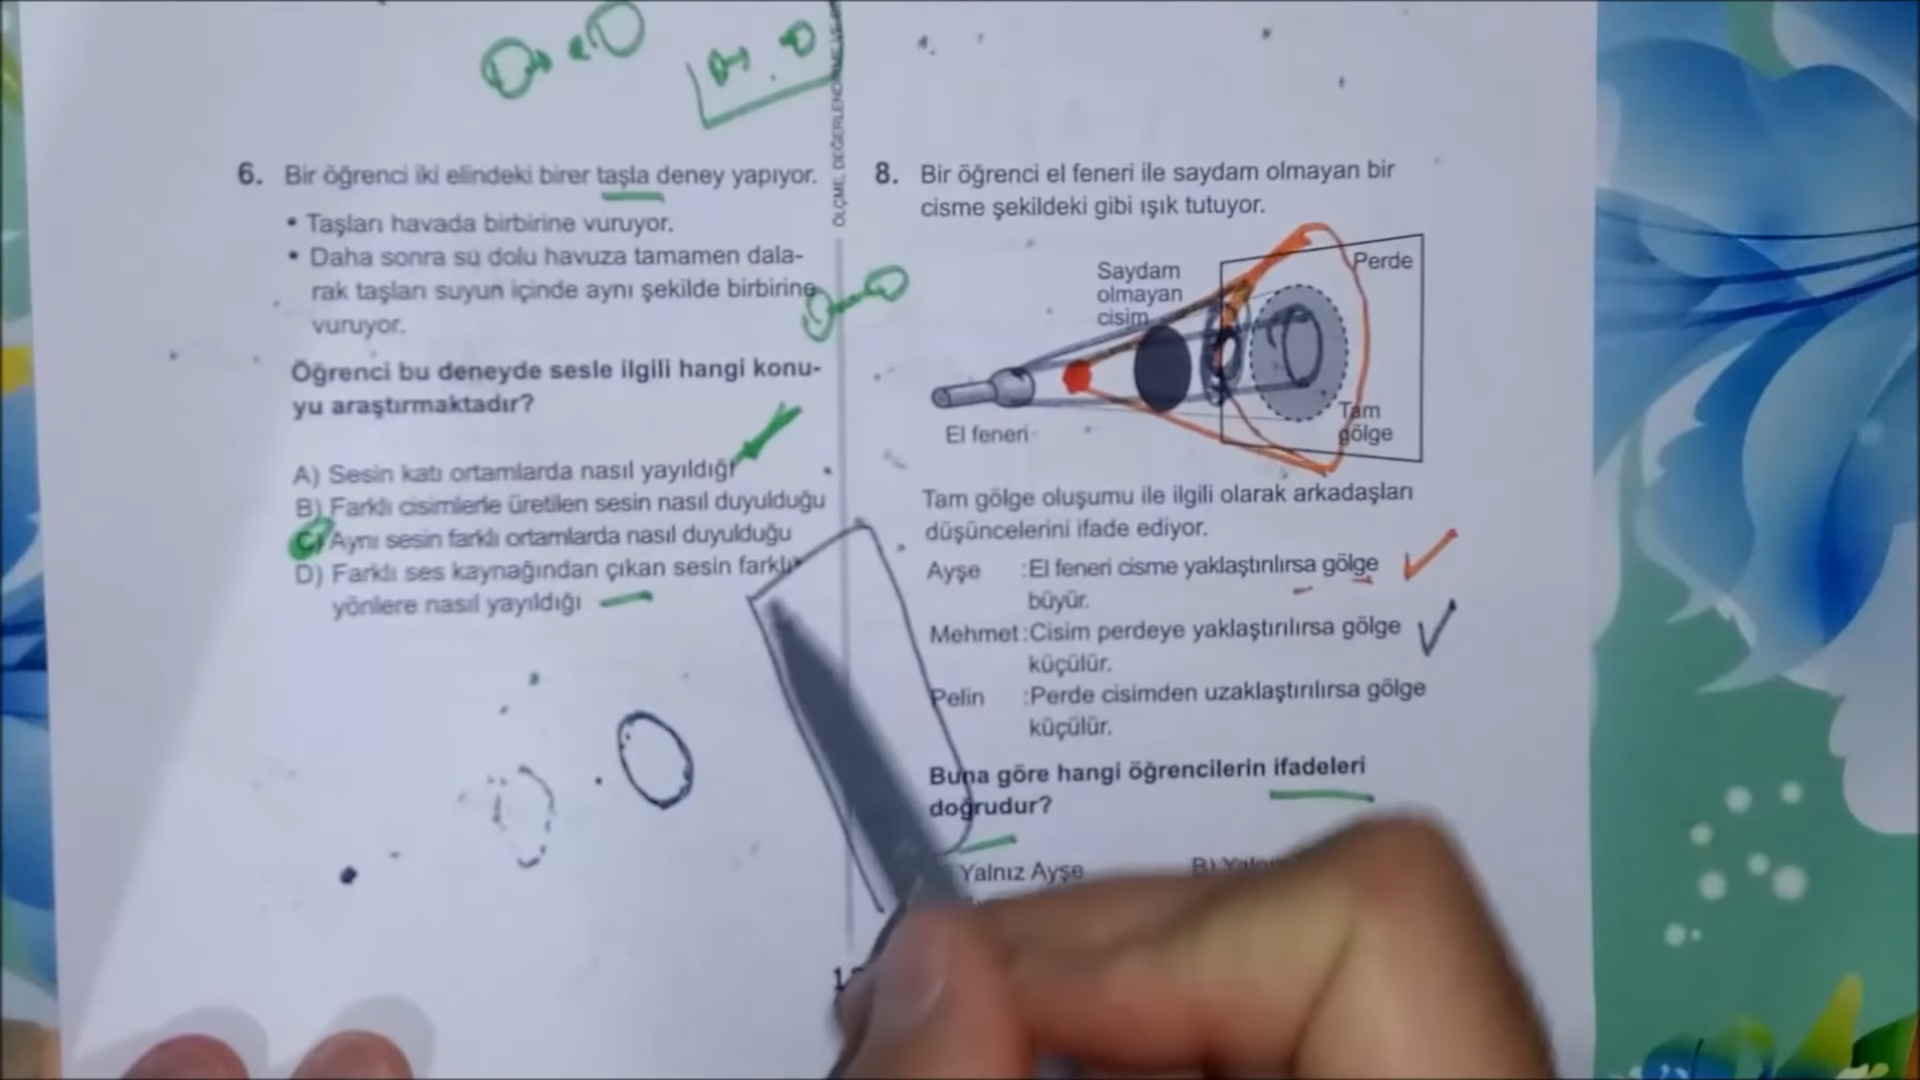 ÖLÇME, DEĞERLENDİRME VE
6. Bir öğrenci iki elindeki birer taşla deney yapıyor.
• Taşları havada birbirine vuruyor.
• Daha sonra su dolu havuza tamamen dala-
rak taşları suyun içinde aynı şekilde birbirine
vuruyor.
Öğrenci bu deneyde sesle ilgili hangi konu-
yu araştırmaktadır?
A) Sesin katı ortamlarda nasıl yayıldığı
B) Farklı cisimlerle üretilen sesin nasıl duyulduğu
C) Aynı sesin farklı ortamlarda nasıl duyulduğu
D) Farklı ses kaynağından çıkan sesin farklı
yönlere nasıl yayıldığı
8. Bir öğrenci el feneri ile saydam olmayan bir
cisme şekildeki gibi ışık tutuyor.
Saydam
olmayan
cisim
Perde
El feneri
Tam
gölge
Tam gölge oluşumu ile ilgili olarak arkadaşları
düşüncelerini ifade ediyor.
Ayşe :El feneri cisme yaklaştırılırsa gölge
büyür.
Mehmet:Cisim perdeye yaklaştırılırsa gölge
küçülür.
Pelin :Perde cisimden uzaklaştırılırsa gölge
küçülür.
Buna göre hangi öğrencilerin ifadeleri
doğrudur?
Yalnız Ayşe
B)